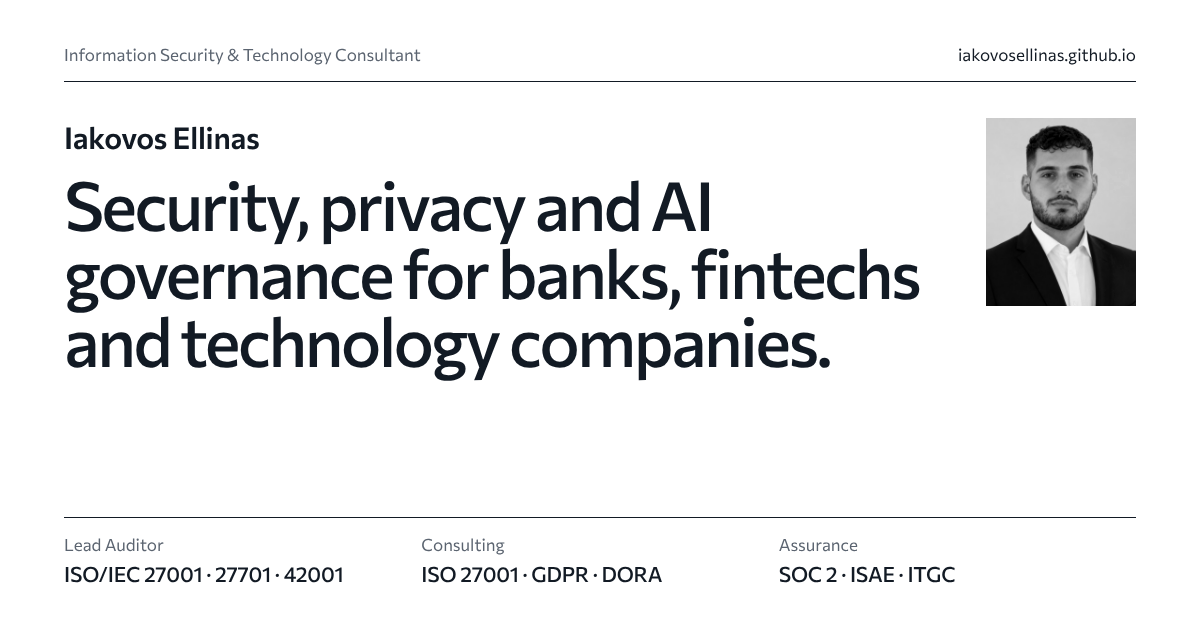 Information Security & Technology Consultant
iakovosellinas.github.io
Iakovos Ellinas
Security, privacy and AI
governance for banks, fintechs
and technology companies.
Lead Auditor
ISO/IEC 27001 · 27701 · 42001
Consulting
ISO 27001 · GDPR · DORA
Assurance
SOC 2 · ISAE · ITGC